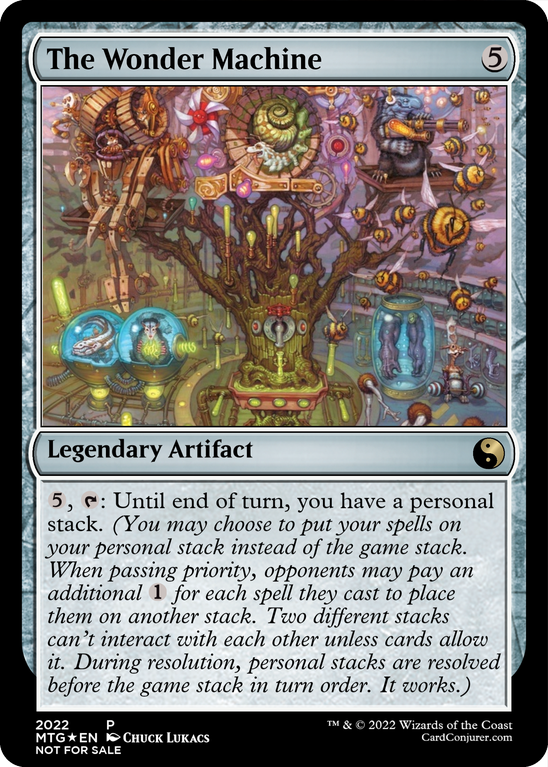 The Wonder Machine 5
Legendary Artifact
5, : Until end of turn, you have a personal
stack. (You may choose to put your spells on
your personal stack instead of the game stack.
When passing priority, opponents may pay an
additional 1 for each spell they cast to place
them on another stack. Two different stacks
can't interact with each other unless cards allow
it. During resolution, personal stacks are resolved
before the game stack in turn order. It works.)
2022 P
MTG★EN Chuck Lukacs
NOT FOR SALE
™ & © 2022 Wizards of the Coast
CardConjurer.com